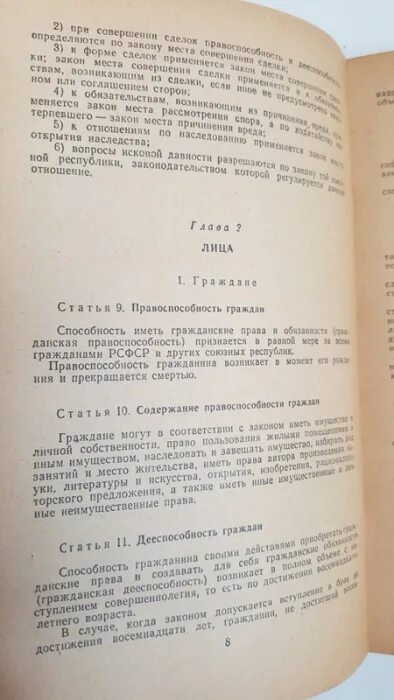 2) при совершении сделок правоспособность и дееспособность
определяются по закону места совершения сделки;
3) к форме сделок применяется закон места совершения
закон места совершения сделки применяется и к
возникающим из сделки, если иное не предусмотрено
ном или соглашением сторон;
4) к обязательствам, возникающим из причинения вреда,
меняется закон места рассмотрения спора, а по ходатайству
терпевшего — закон места причинения вреда;
5) к отношениям по наследованию применяется закон
открытия наследства;
6) вопросы исковой давности разрешаются по закону той
ной республики, законодательством которой регулируется
отношение.
Глава 2
ЛИЦА
1. Граждане
Статья 9. Правоспособность граждан
Способность иметь гражданские права и обязанности (граж-
данская правоспособность) признается в равной мере за всеми
гражданами РСФСР и других союзных республик.
Правоспособность гражданина возникает в момент его рожде-
ния и прекращается смертью.
Статья 10. Содержание правоспособности граждан
Граждане могут в соответствии с законом иметь имущество в
личной собственности, право пользования жилыми помещениями и
иным имуществом, наследовать и завещать имущество, избирать род
занятий и место жительства, иметь права автора произведения
уки, литературы и искусства, открытия, изобретения,
торского предложения, а также иметь иные имущественные и лич-
ные неимущественные права.
Статья 11. Дееспособность граждан
Способность гражданина своими действиями приобретать граж-
данские права и создавать для себя гражданские обязанности
(гражданская дееспособность) возникает в полном объеме с на-
ступлением совершеннолетия, то есть по достижении восемнадцати-
летнего возраста.
В случае, когда законом допускается вступление в брак до
достижения восемнадцати лет, гражданин, не достигший
8